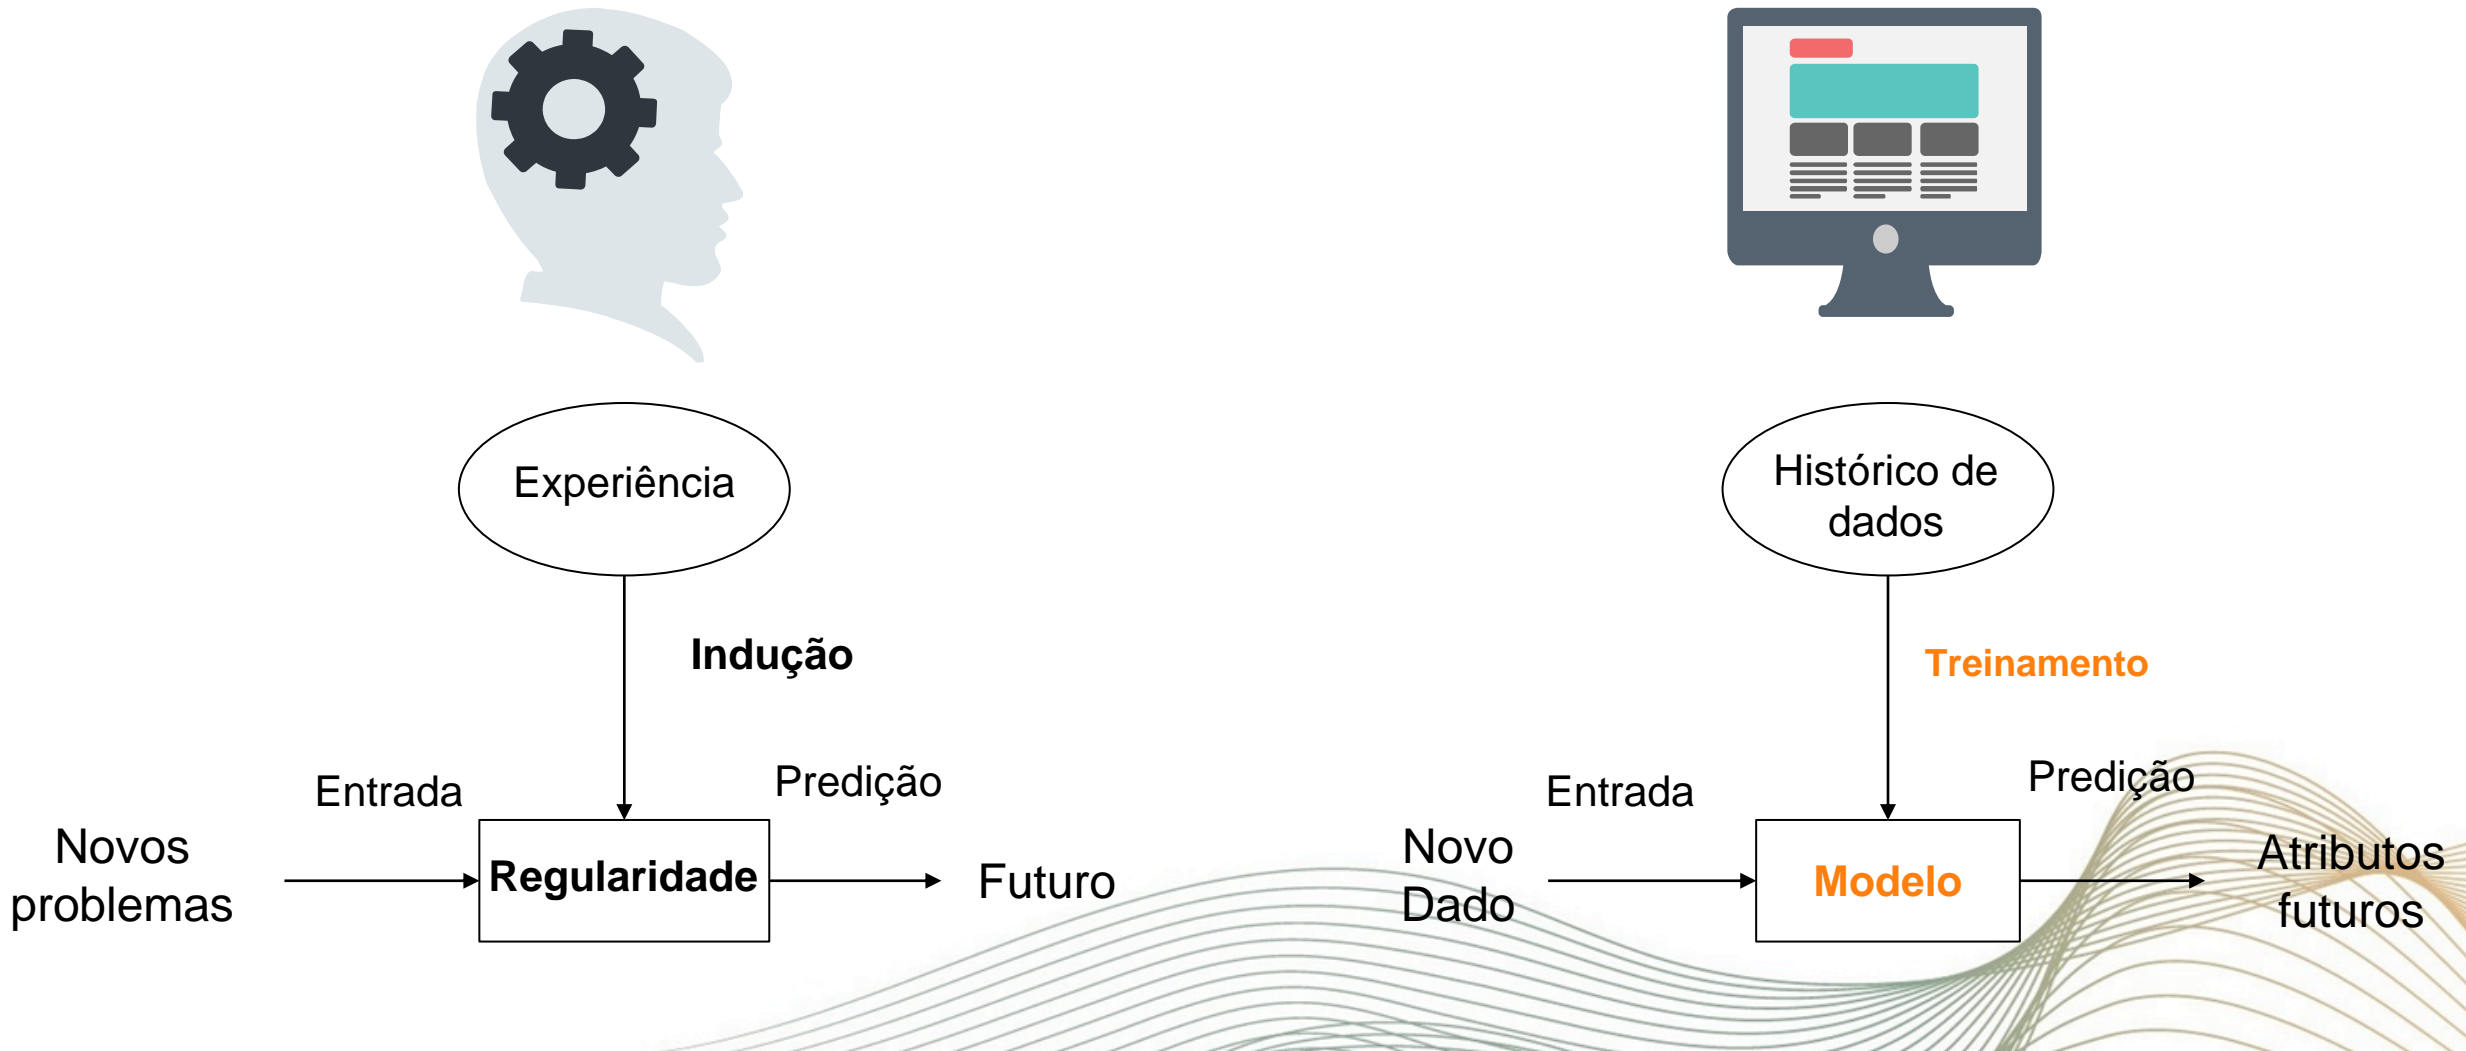 Experiência
Indução
Entrada
Predição
Novos
problemas
Regularidade
Futuro
Histórico de
dados
Treinamento
Entrada
Predição
Novo
Dado
Modelo
Atributos
futuros